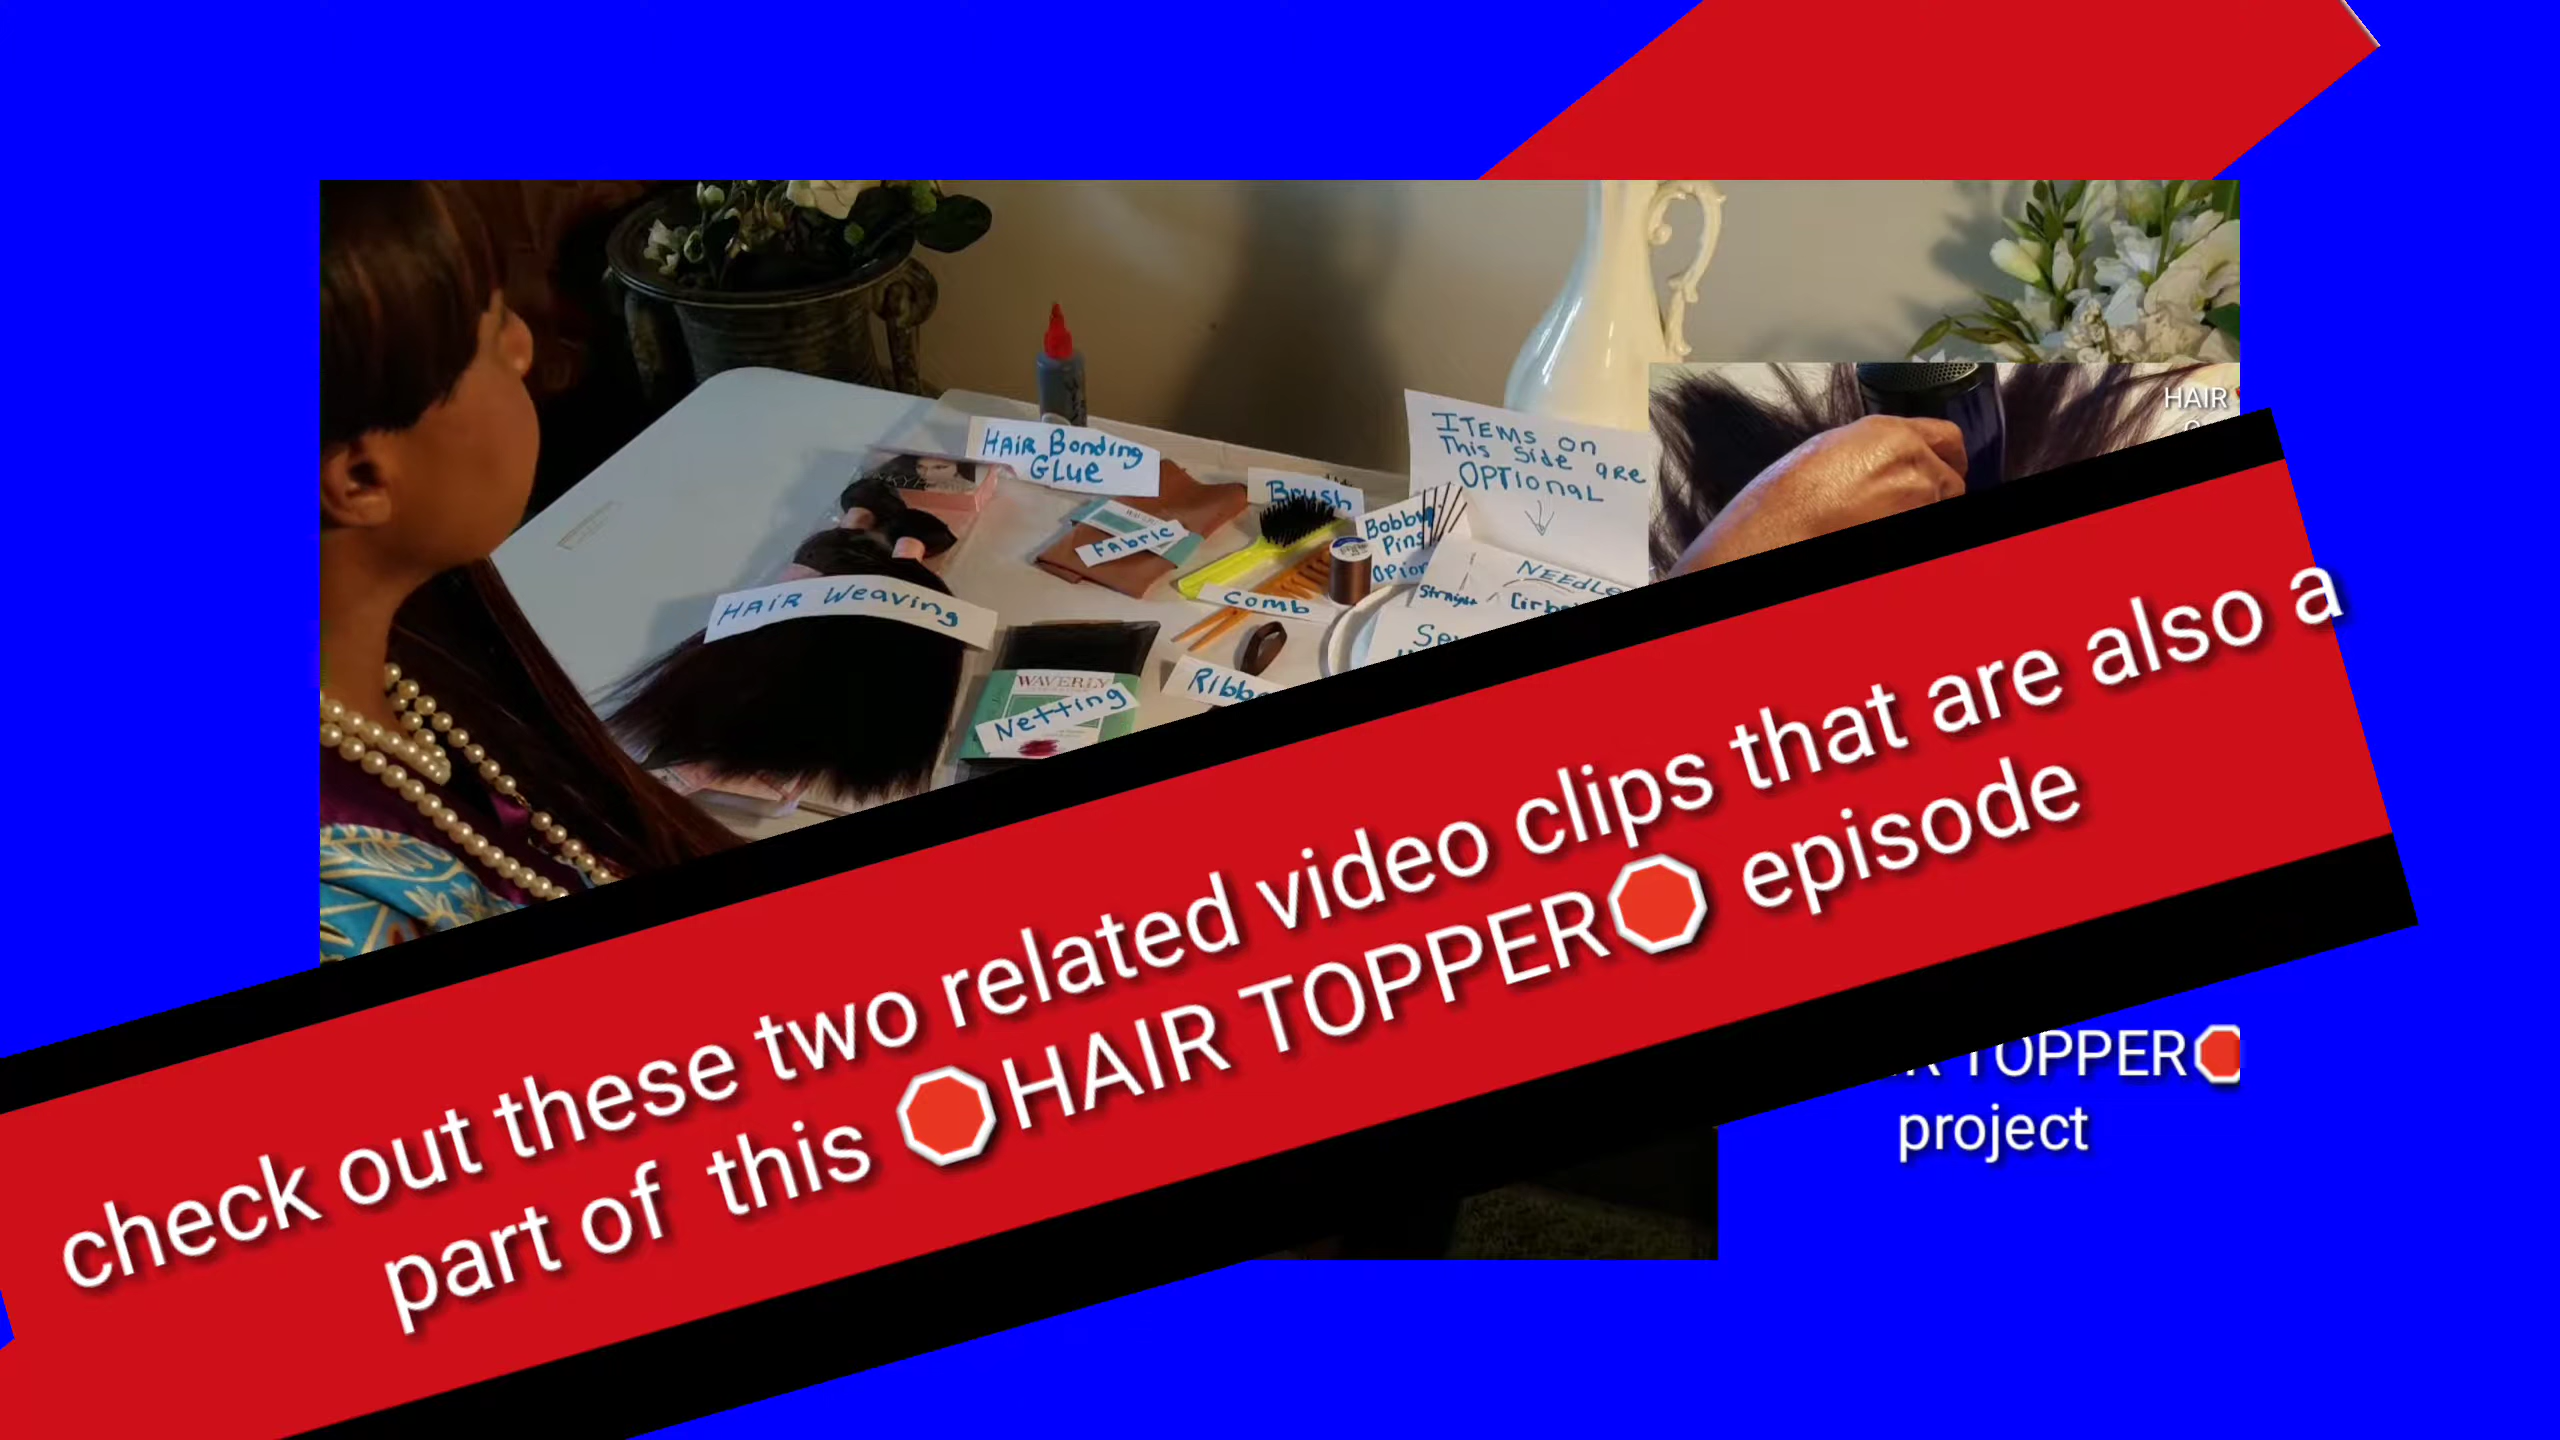 HAIR
HAIR Bonding
GLUE
ITEMS on
This Side are
OPTIONAL
Brush
Bobby
Pins
FABRIC
NEEDLE
Straight
comb
HAIR Weaving
WAVERLY
Netting
check out these two related video clips that are also a
part of this 🛑HAIR TOPPER🛑 episode
TOPPER🛑
project